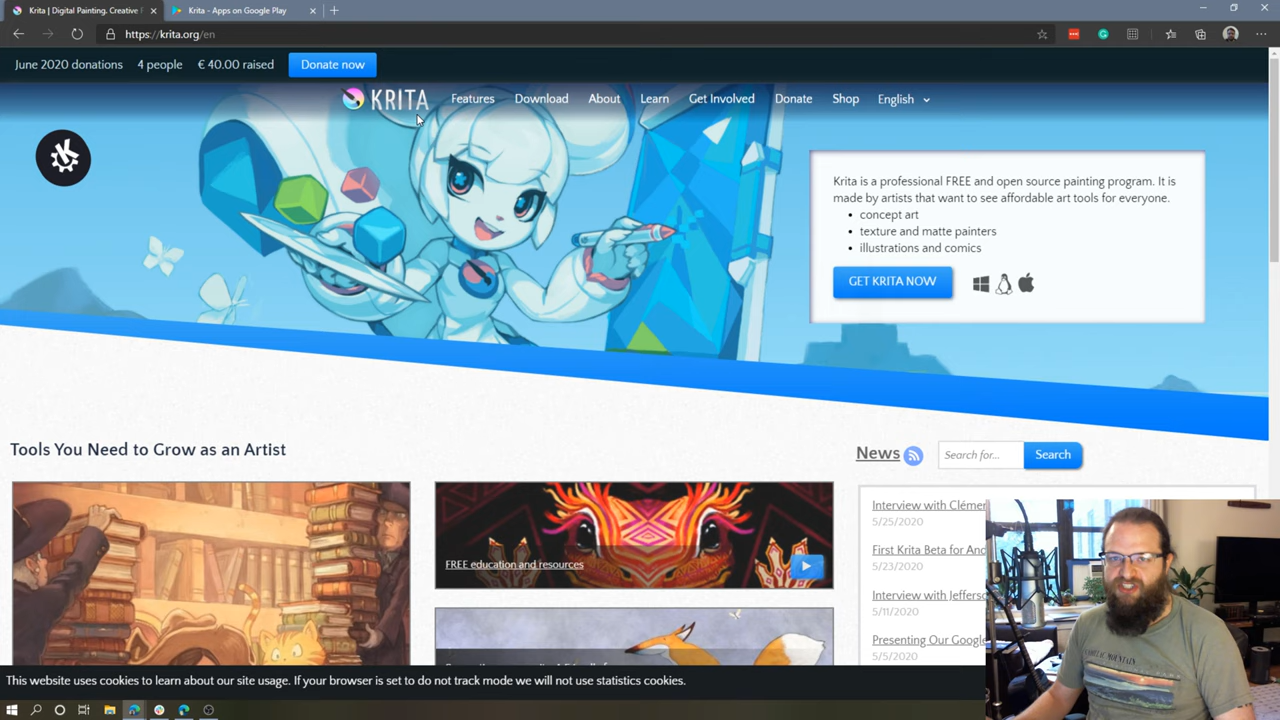 Krita | Digital Painting. Creative
Krita - Apps on Google Play
https://krita.org/en
June 2020 donations 4 people € 40.00 raised Donate now
KRITA Features Download About Learn Get Involved Donate Shop English
Krita is a professional FREE and open source painting program. It is
made by artists that want to see affordable art tools for everyone.
• concept art
• texture and matte painters
• illustrations and comics
GET KRITA NOW
Tools You Need to Grow as an Artist
News
Search for...
Search
FREE education and resources
Interview with Clémen
5/25/2020
First Krita Beta for And
5/23/2020
Interview with Jefferso
5/11/2020
Presenting Our Google
5/5/2020
This website uses cookies to learn about our site usage. If your browser is set to do not track mode we will not use statistics cookies.